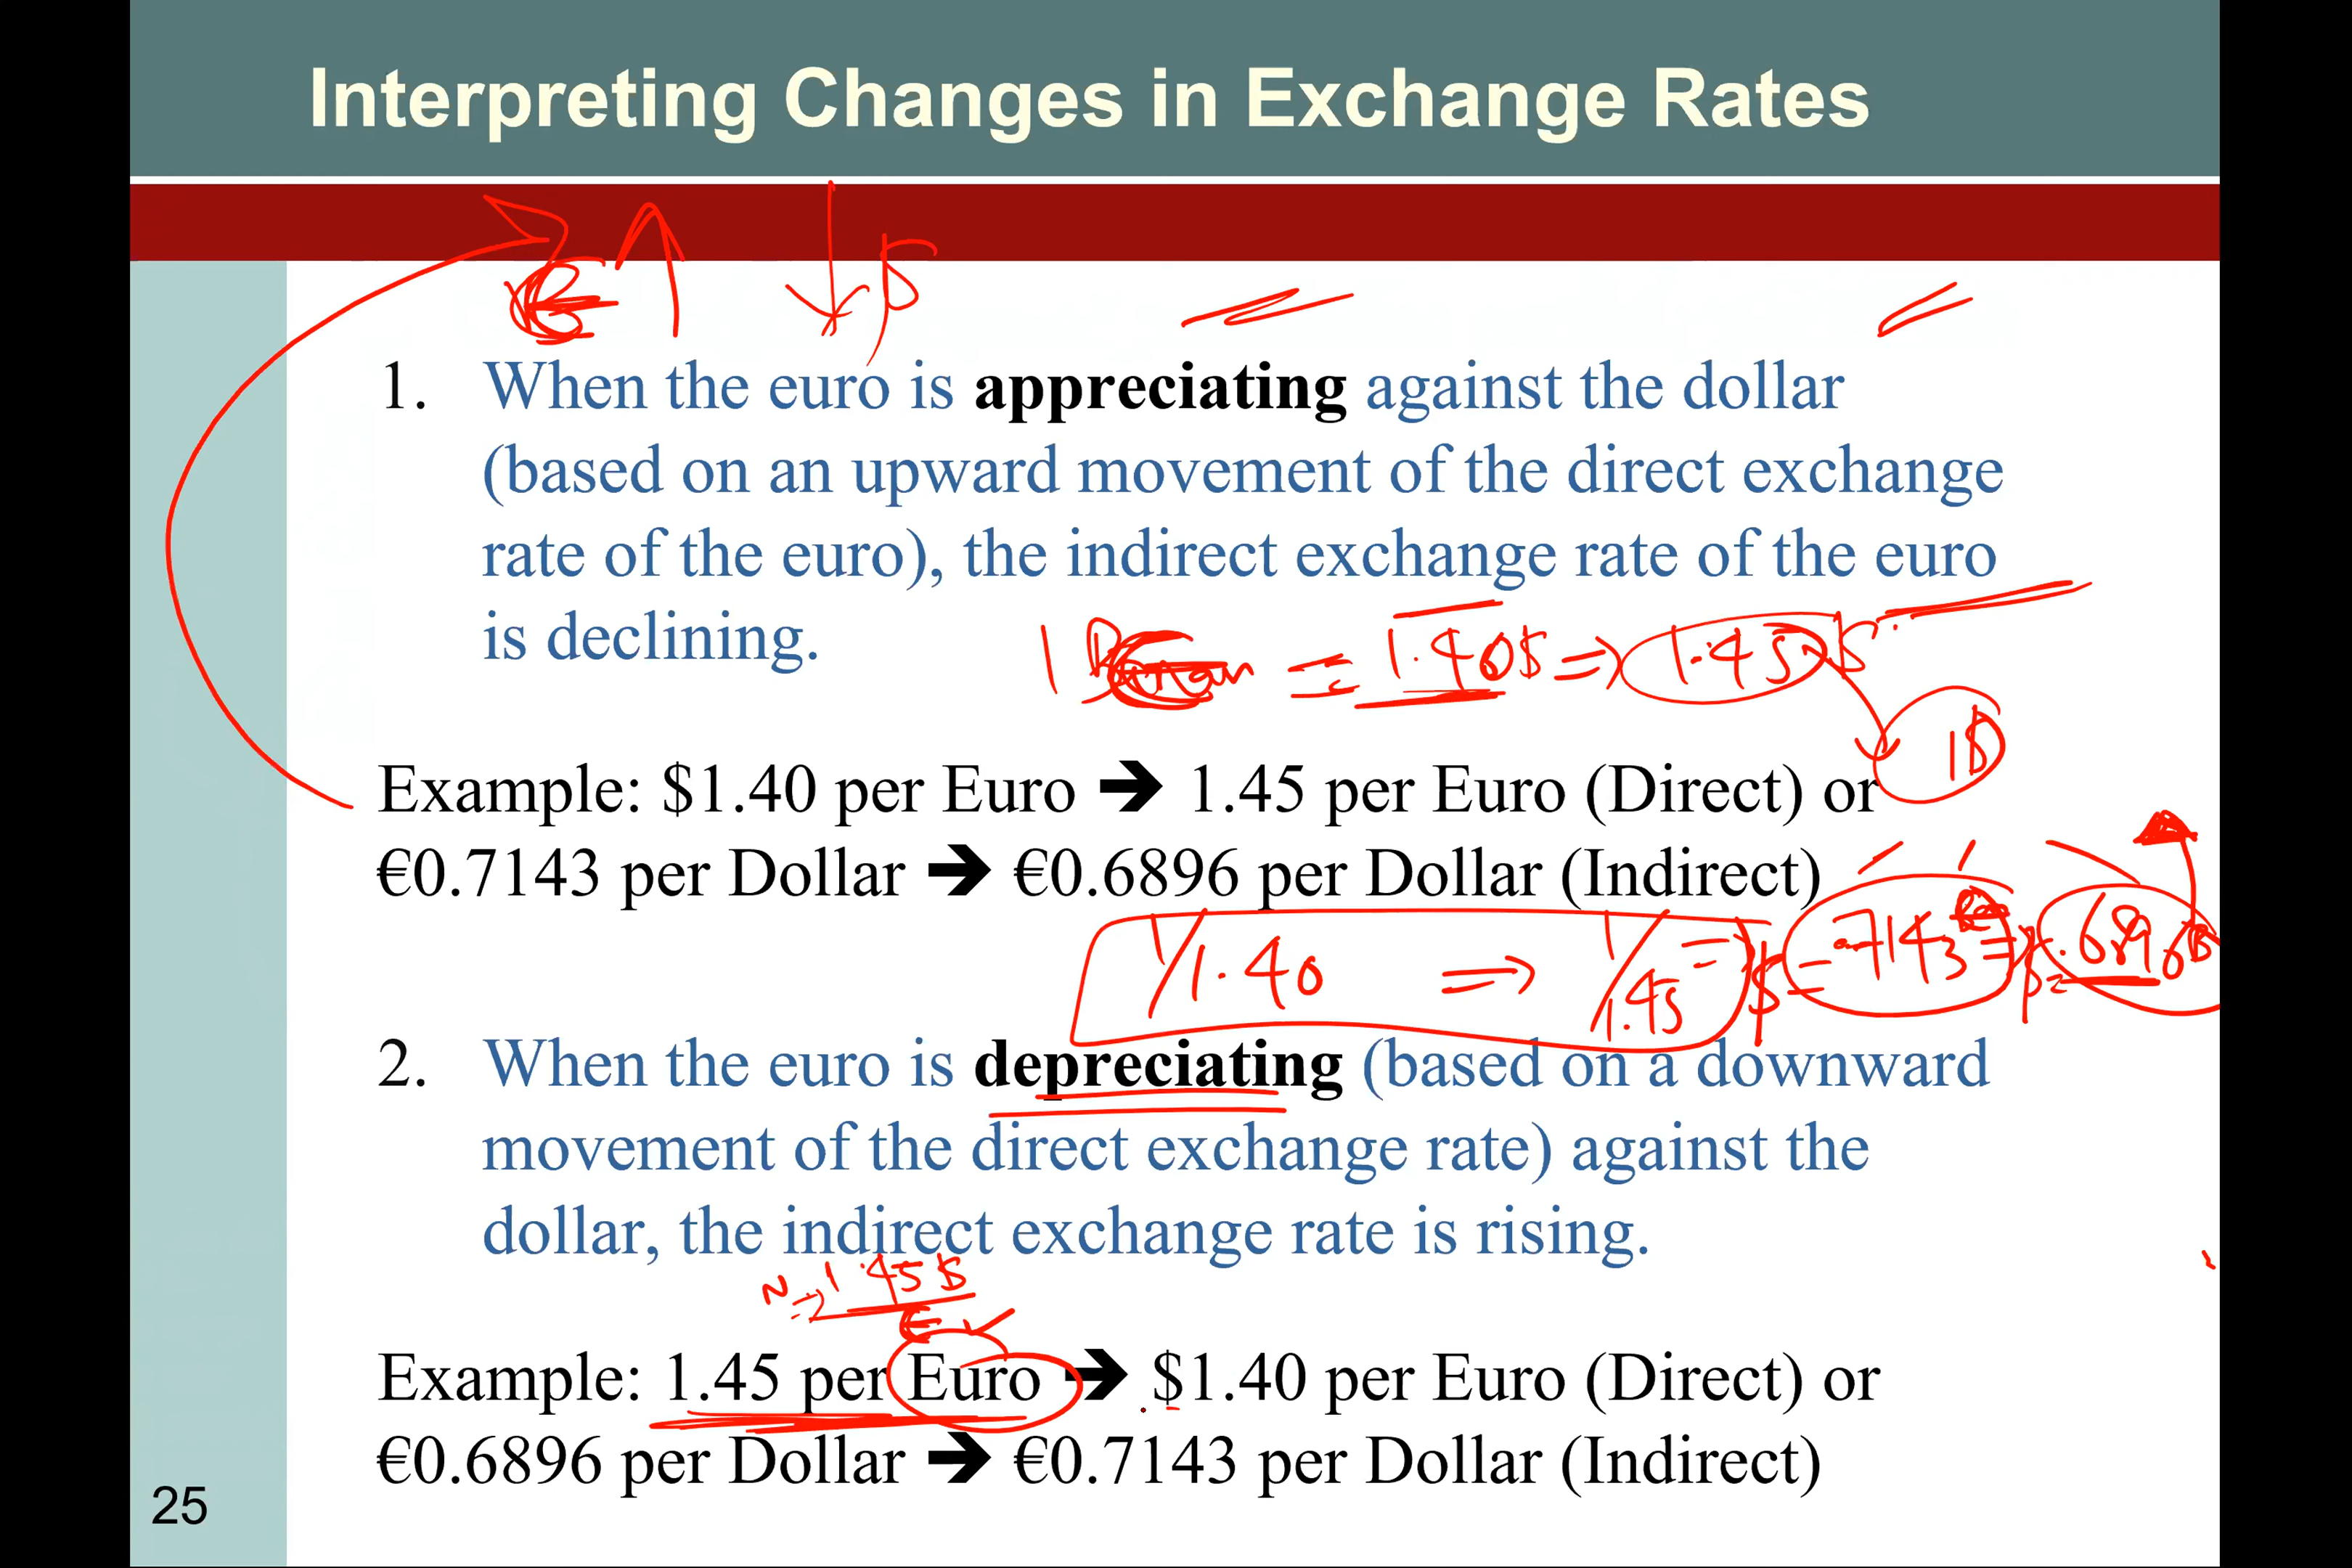 Interpreting Changes in Exchange Rates
€ ↑ ↓ $
1. When the euro is appreciating against the dollar
(based on an upward movement of the direct exchange
rate of the euro), the indirect exchange rate of the euro
is declining.
1 = 1.40$ => 1.45 $
1$
Example: $1.40 per Euro ➔ 1.45 per Euro (Direct) or
€0.7143 per Dollar ➔ €0.6896 per Dollar (Indirect)
1/1.40 => 1/1.45 $ = .7143 .6896
2. When the euro is depreciating (based on a downward
movement of the direct exchange rate) against the
dollar, the indirect exchange rate is rising.
1.45 $
€
Example: 1.45 per Euro ➔ $1.40 per Euro (Direct) or
€0.6896 per Dollar ➔ €0.7143 per Dollar (Indirect)
25